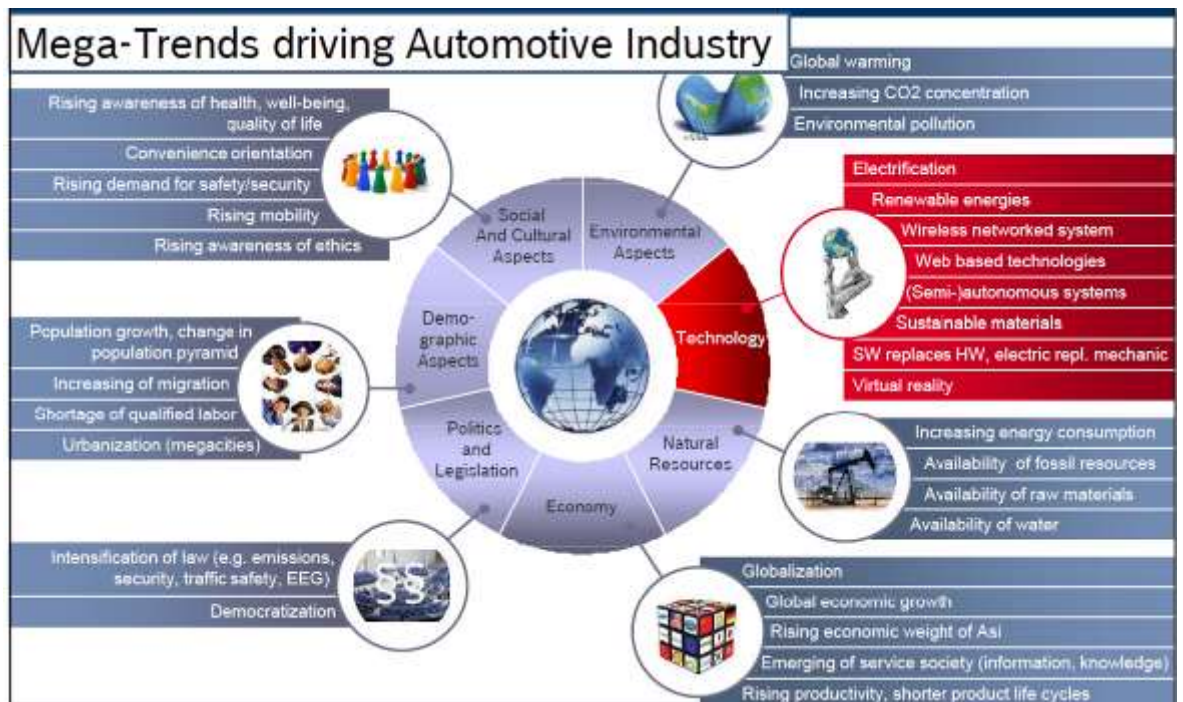 Mega-Trends driving Automotive Industry
Global warming
Increasing CO2 concentration
Environmental pollution
Rising awareness of health, well-being,
quality of life
Convenience orientation
Rising demand for safety/security
Rising mobility
Rising awareness of ethics
Electrification
Renewable energies
Wireless networked system
Web based technologies
(Semi-)autonomous systems
Sustainable materials
SW replaces HW, electric repl. mechanic
Virtual reality
Social
And Cultural
Aspects
Environmental
Aspects
Demo-
graphic
Aspects
Technology
Politics
and
Legislation
Natural
Resources
Economy
Population growth, change in
population pyramid
Increasing of migration
Shortage of qualified labor
Urbanization (megacities)
Increasing energy consumption
Availability of fossil resources
Availability of raw materials
Availability of water
Intensification of law (e.g. emissions,
security, traffic safety, EEG)
Democratization
§§
Globalization
Global economic growth
Rising economic weight of Asi
Emerging of service society (information, knowledge)
Rising productivity, shorter product life cycles